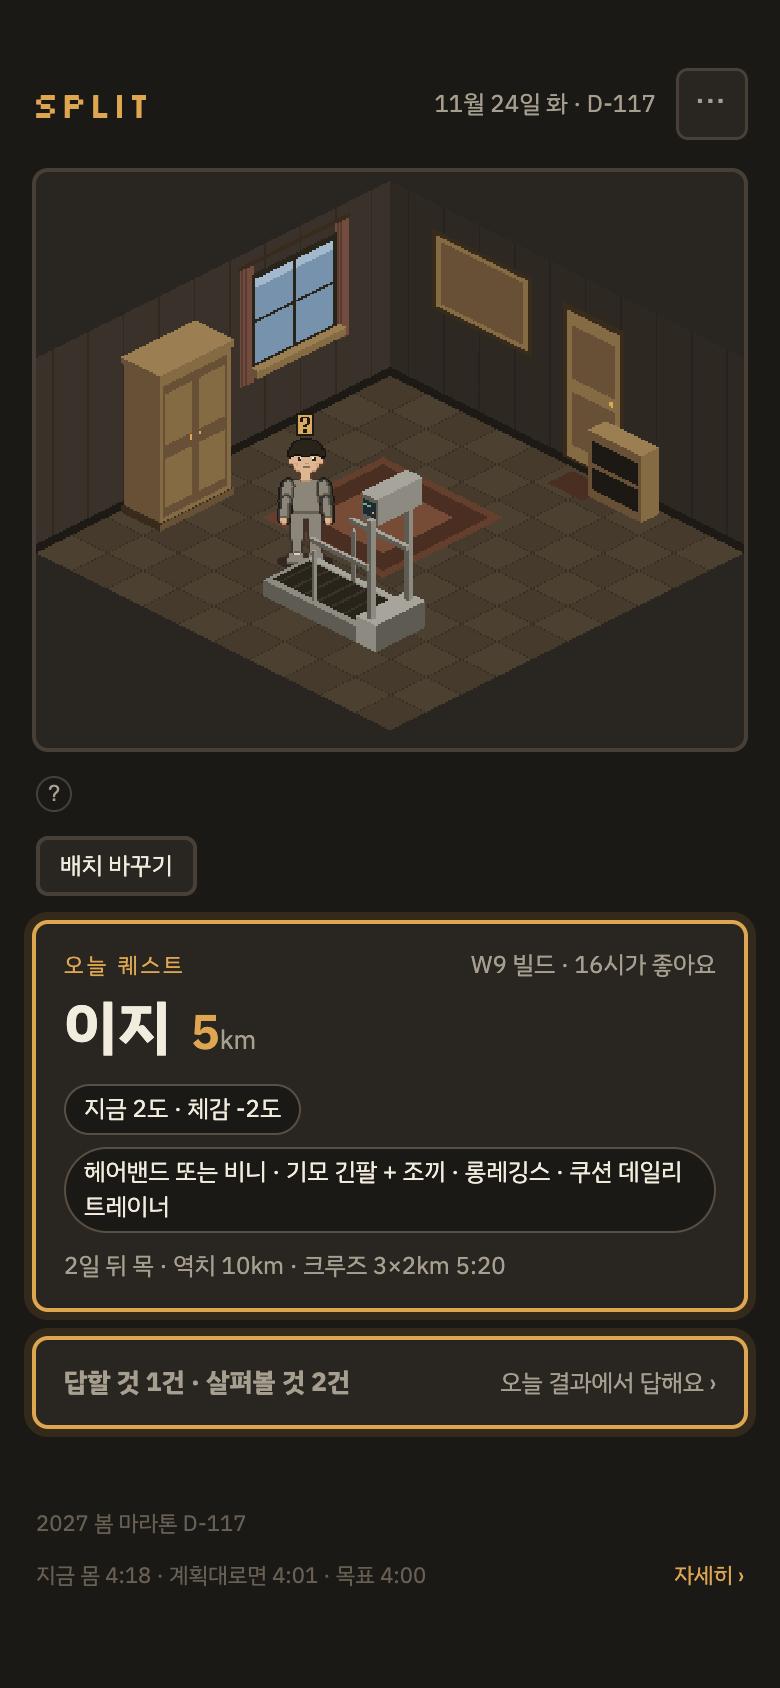 SPLIT
11월 24일 화 · D-117
...
?
?
배치 바꾸기
오늘 퀘스트
W9 빌드 · 16시가 좋아요
이지 5km
지금 2도 · 체감 -2도
헤어밴드 또는 비니 · 기모 긴팔 + 조끼 · 롱레깅스 · 쿠션 데일리
트레이너
2일 뒤 목 · 역치 10km · 크루즈 3×2km 5:20
답할 것 1건 · 살펴볼 것 2건
오늘 결과에서 답해요 ›
2027 봄 마라톤 D-117
지금 몸 4:18 · 계획대로면 4:01 · 목표 4:00
자세히 ›